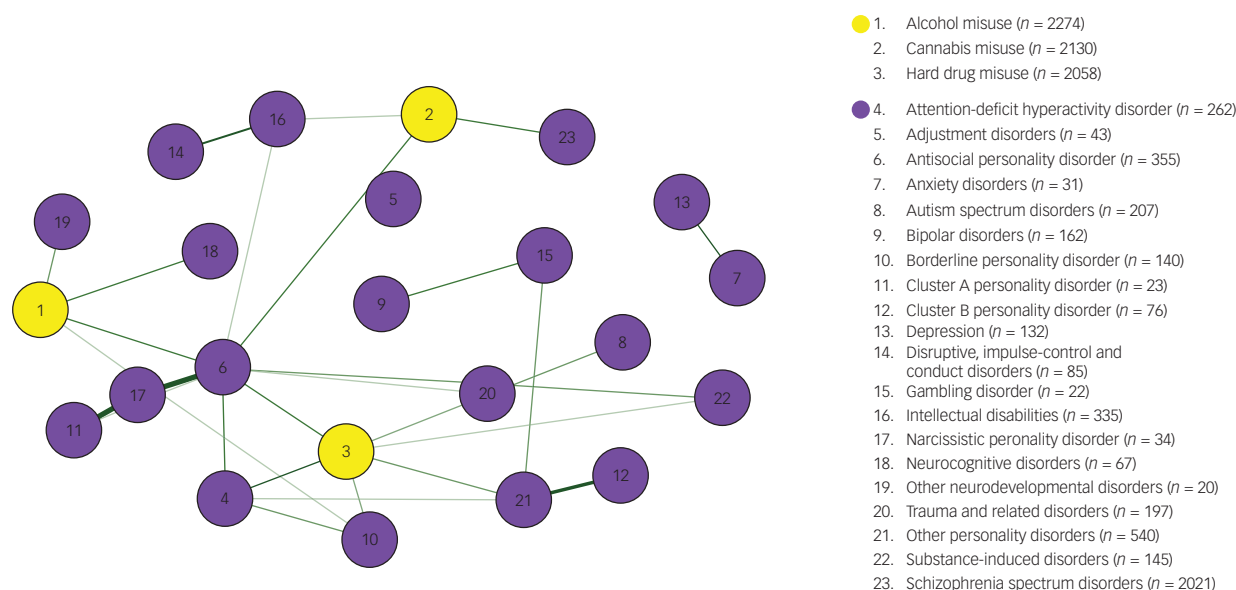 1. Alcohol misuse (n = 2274)
2. Cannabis misuse (n = 2130)
3. Hard drug misuse (n = 2058)
4. Attention-deficit hyperactivity disorder (n = 262)
5. Adjustment disorders (n = 43)
6. Antisocial personality disorder (n = 355)
7. Anxiety disorders (n = 31)
8. Autism spectrum disorders (n = 207)
9. Bipolar disorders (n = 162)
10. Borderline personality disorder (n = 140)
11. Cluster A personality disorder (n = 23)
12. Cluster B personality disorder (n = 76)
13. Depression (n = 132)
14. Disruptive, impulse-control and
conduct disorders (n = 85)
15. Gambling disorder (n = 22)
16. Intellectual disabilities (n = 335)
17. Narcissistic peronality disorder (n = 34)
18. Neurocognitive disorders (n = 67)
19. Other neurodevelopmental disorders (n = 20)
20. Trauma and related disorders (n = 197)
21. Other personality disorders (n = 540)
22. Substance-induced disorders (n = 145)
23. Schizophrenia spectrum disorders (n = 2021)
2
16
23
14
5
13
19
18
15
7
9
1
8
6
20
17
22
11
3
12
4
21
10